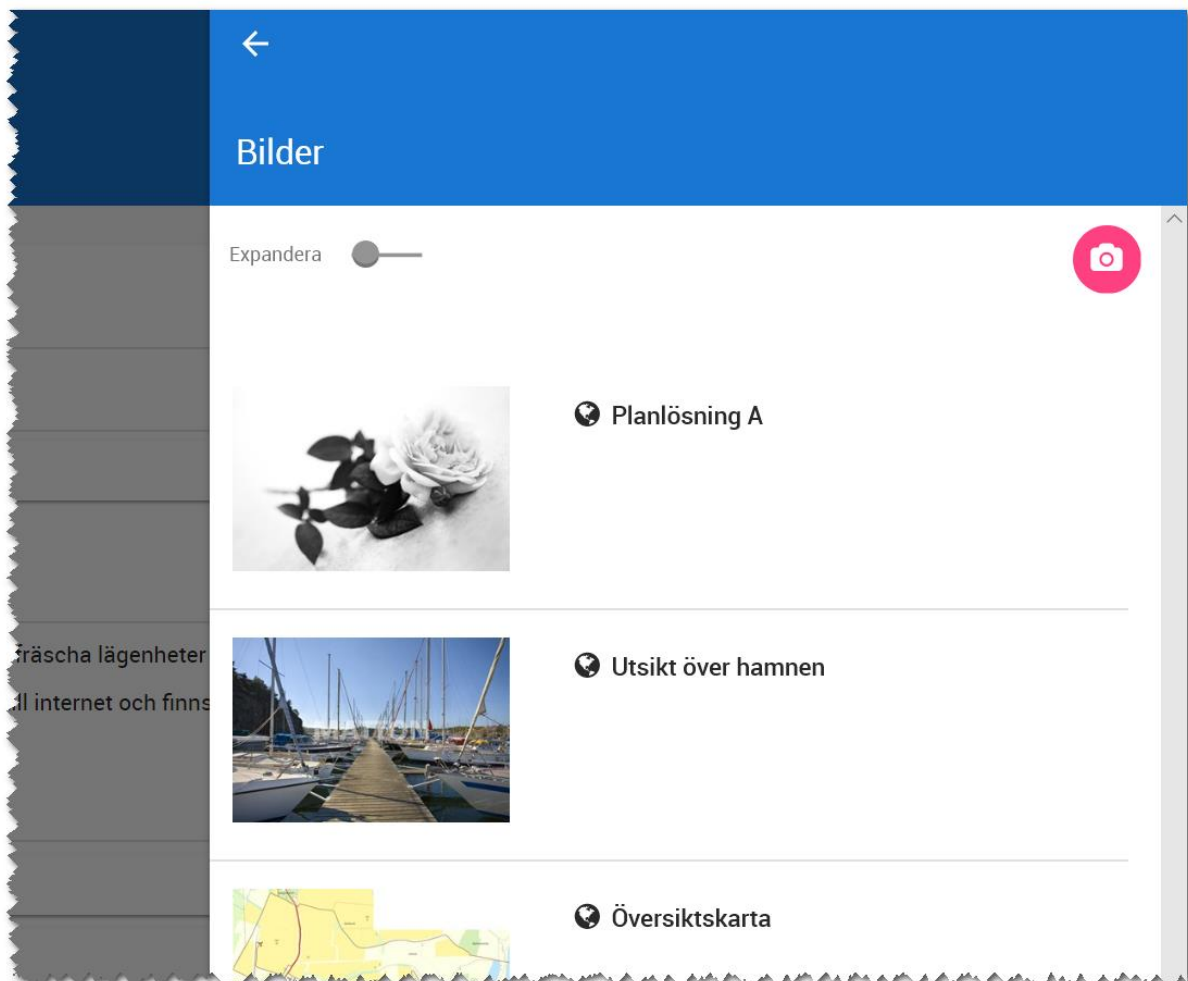 Bilder
Expandera
Planlösning A
fräscha lägenheter
Utsikt över hamnen
ll internet och finns
Översiktskarta